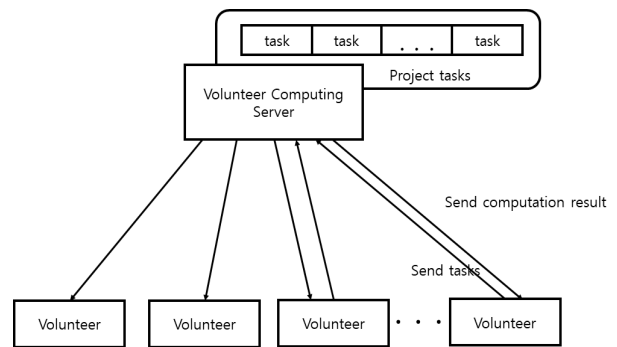 task task . . . task
Project tasks
Volunteer Computing
Server
Send computation result
Send tasks
Volunteer Volunteer Volunteer . . . Volunteer